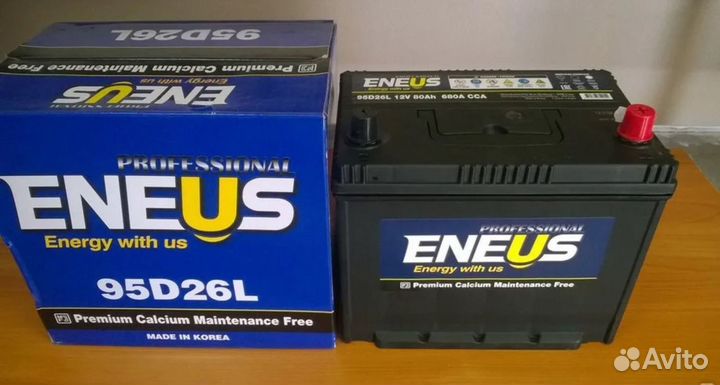 95D26L
Premium Calcium Maintenance Free
Energy with us
ENEUS
PROFESSIONAL
ENEUS
Energy with us
95D26L
Premium Calcium Maintenance Free
MADE IN KOREA
ENEUS
Energy with us
95D26L 12V 80Ah 680A CCA
PROFESSIONAL
ENEUS
Energy with us
Premium Calcium Maintenance Free
Avito